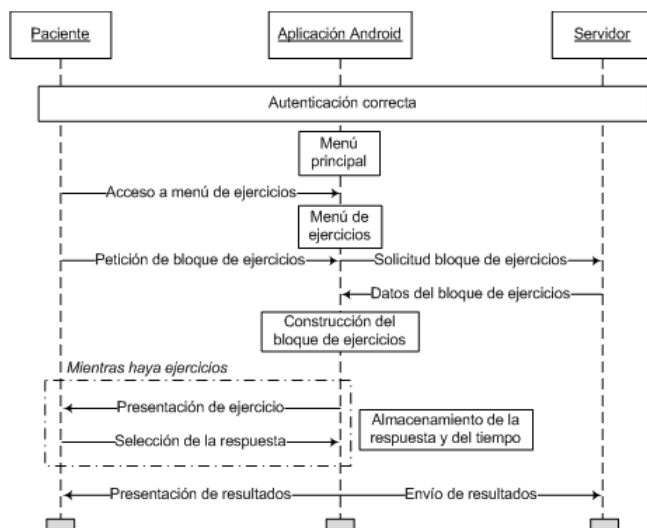 Paciente
Aplicación Android
Servidor
Autenticación correcta
Menú
principal
Acceso a menú de ejercicios
Menú de
ejercicios
Petición de bloque de ejercicios
Solicitud bloque de ejercicios
Datos del bloque de ejercicios
Construcción del
bloque de ejercicios
Mientras haya ejercicios
Presentación de ejercicio
Almacenamiento de la
respuesta y del tiempo
Selección de la respuesta
Presentación de resultados
Envío de resultados